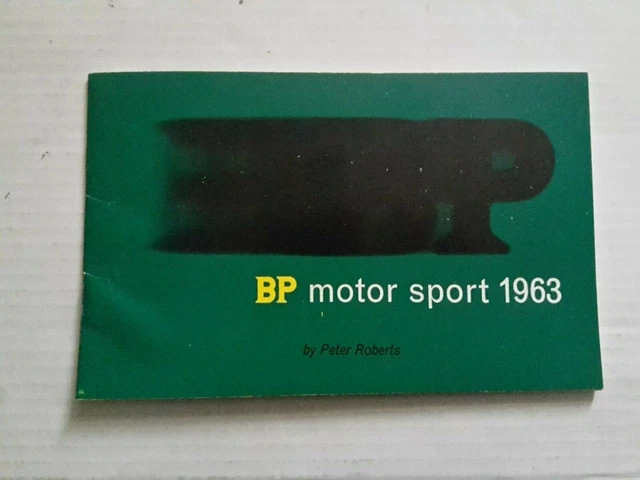 BP motor sport 1963
by Peter Roberts